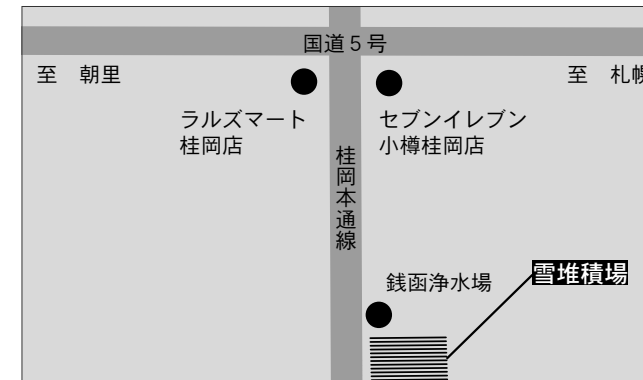 国道5号
至 朝里
至 札幌
ラルズマート
桂岡店
セブンイレブン
小樽桂岡店
桂岡本通線
銭函浄水場
雪堆積場